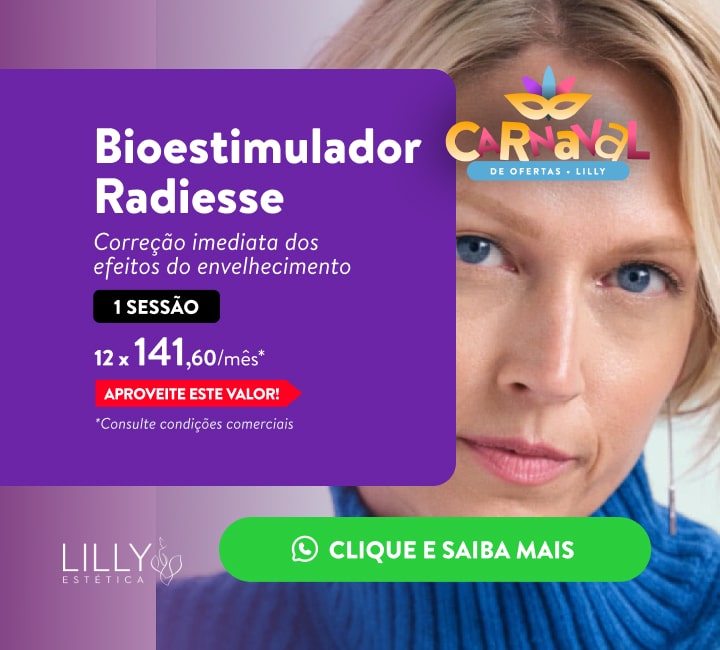 Bioestimulador
Radiesse
Correção imediata dos
efeitos do envelhecimento
1 SESSÃO
12 x 141,60/mês*
APROVEITE ESTE VALOR!
*Consulte condições comerciais
CARNAVAL
DE OFERTAS • LILLY
LILLY
ESTÉTICA
CLIQUE E SAIBA MAIS